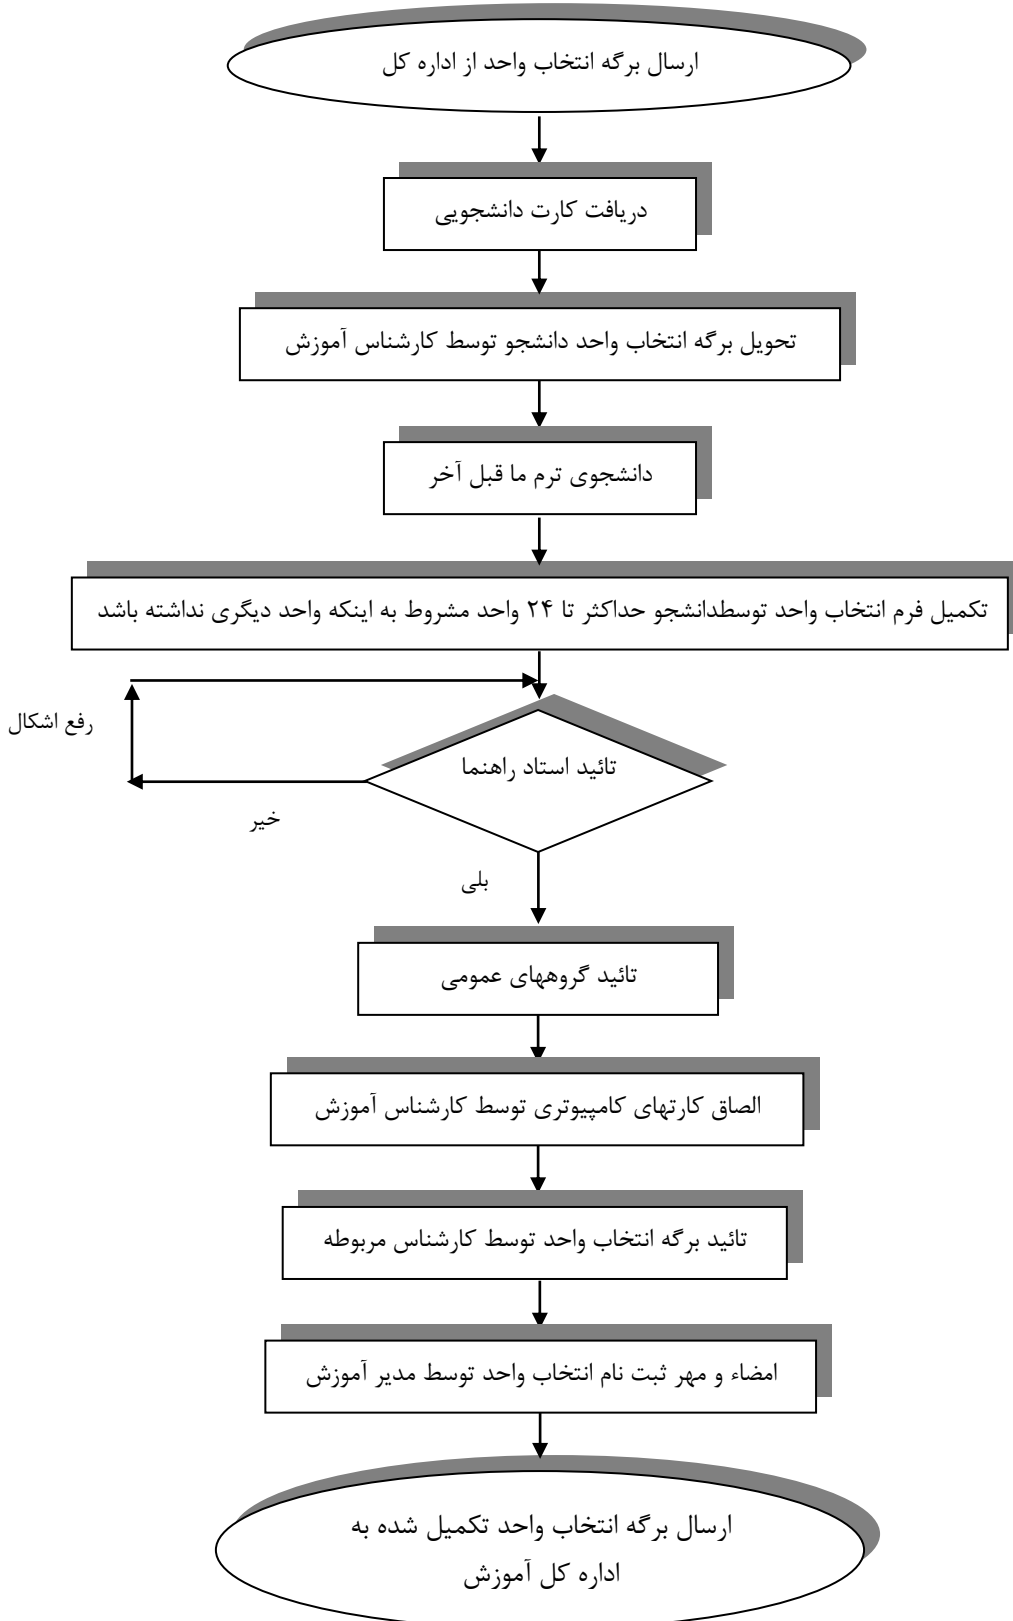 ارسال برگه انتخاب واحد از اداره کل
دریافت کارت دانشجویی
تحویل برگه انتخاب واحد دانشجو توسط کارشناس آموزش
دانشجوی ترم ما قبل آخر
تکمیل فرم انتخاب واحد توسطدانشجو حداکثر تا ۲۴ واحد مشروط به اینکه واحد دیگری نداشته باشد
رفع اشکال
تائید استاد راهنما
خیر
بلی
تائید گروههای عمومی
الصاق کارتهای کامپیوتری توسط کارشناس آموزش
تائید برگه انتخاب واحد توسط کارشناس مربوطه
امضاء و مهر ثبت نام انتخاب واحد توسط مدیر آموزش
ارسال برگه انتخاب واحد تکمیل شده به
اداره کل آموزش